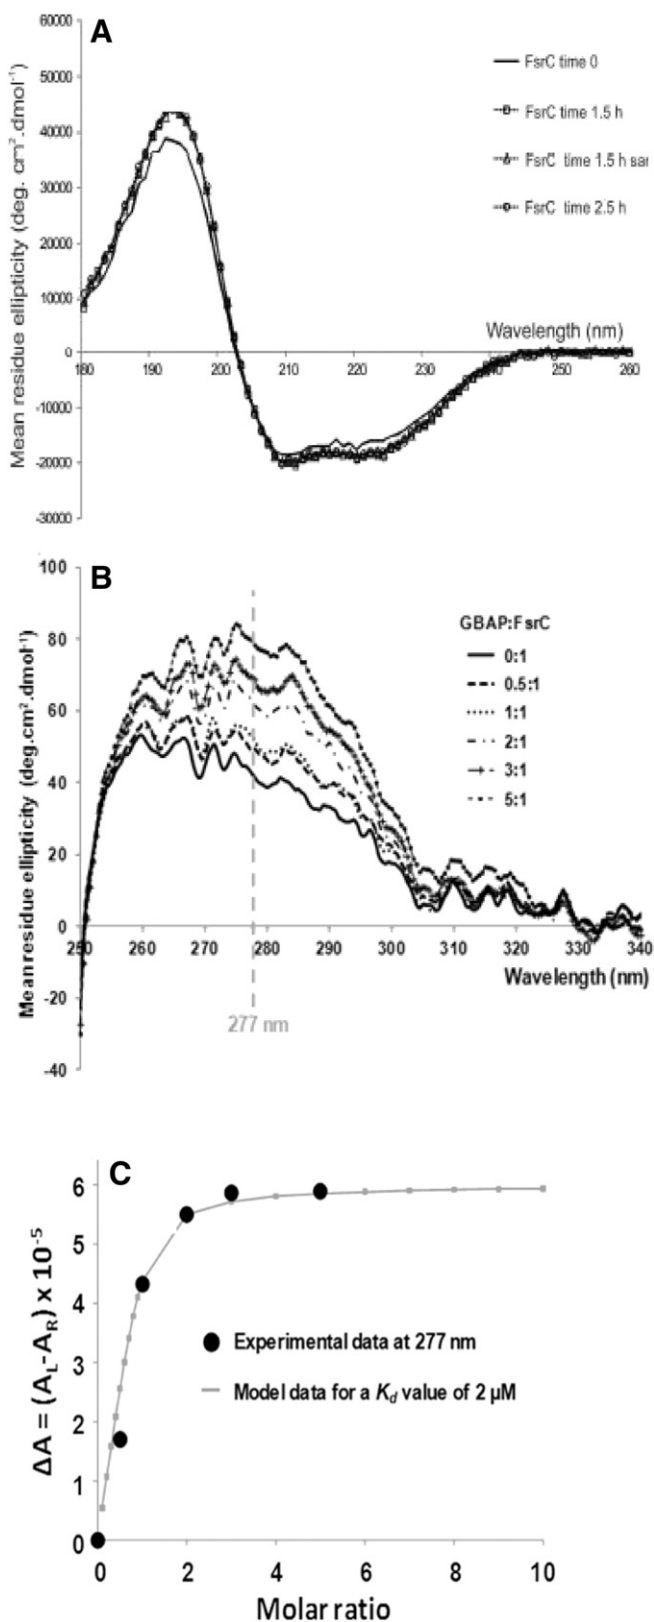 A
60000
50000
40000
30000
20000
10000
0
-10000
-20000
-30000
Mean residue ellipticity (deg. cm².dmol⁻¹)
FsrC time 0
FsrC time 1.5 h
FsrC time 1.5 h sar
FsrC time 2.5 h
Wavelength (nm)
180 190 200 210 220 230 240 250 260
B
100
80
60
40
20
0
-20
-40
Mean residue ellipticity (deg.cm².dmol⁻¹)
GBAP:FsrC
0:1
0.5:1
1:1
2:1
3:1
5:1
250 260 270 280 290 300 310 320 330 340
Wavelength (nm)
277 nm
C
6
5
4
3
2
1
0
ΔA = (A_L-A_R) x 10⁻⁵
Experimental data at 277 nm
Model data for a K_d value of 2 μM
0 2 4 6 8 10
Molar ratio